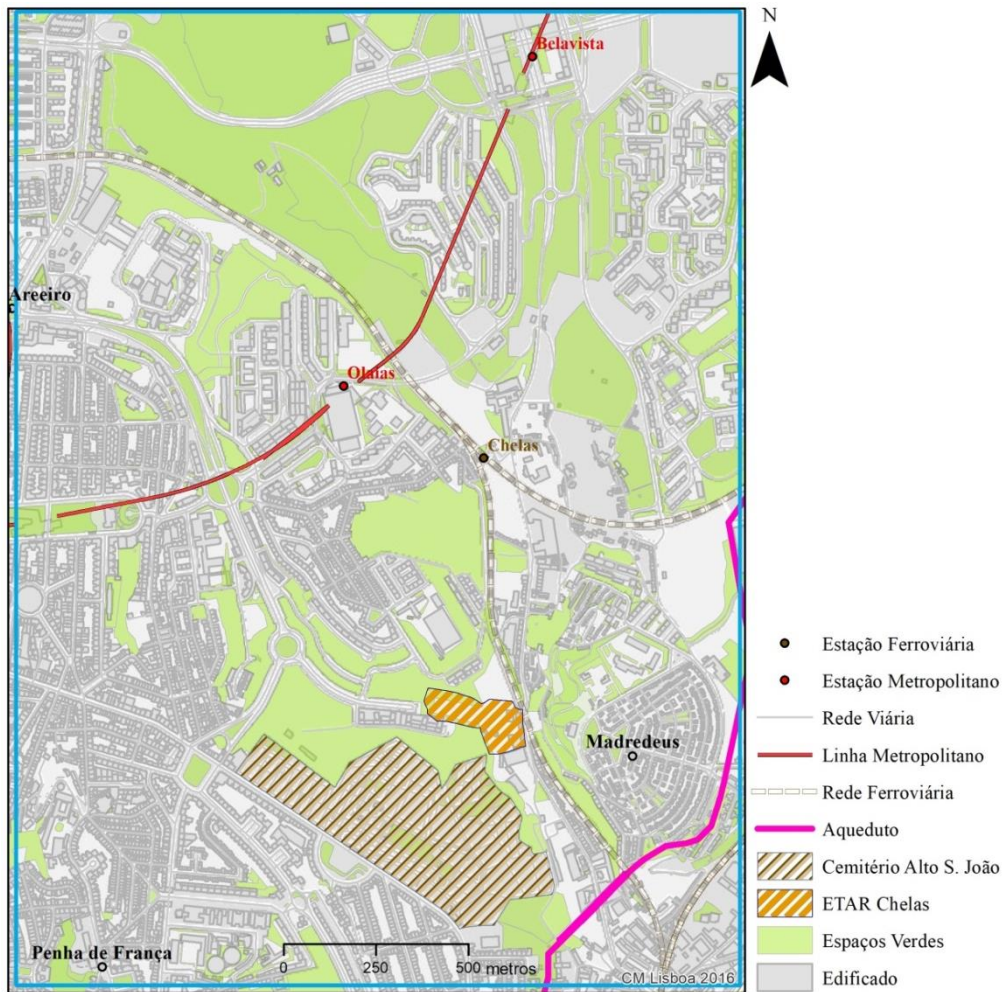 N
Belavista
Areeiro
Olaias
Chelas
Madredeus
Penha de França
0 250 500 metros
CM Lisboa 2016
Estação Ferroviária
Estação Metropolitano
Rede Viária
Linha Metropolitano
Rede Ferroviária
Aqueduto
Cemitério Alto S. João
ETAR Chelas
Espaços Verdes
Edificado